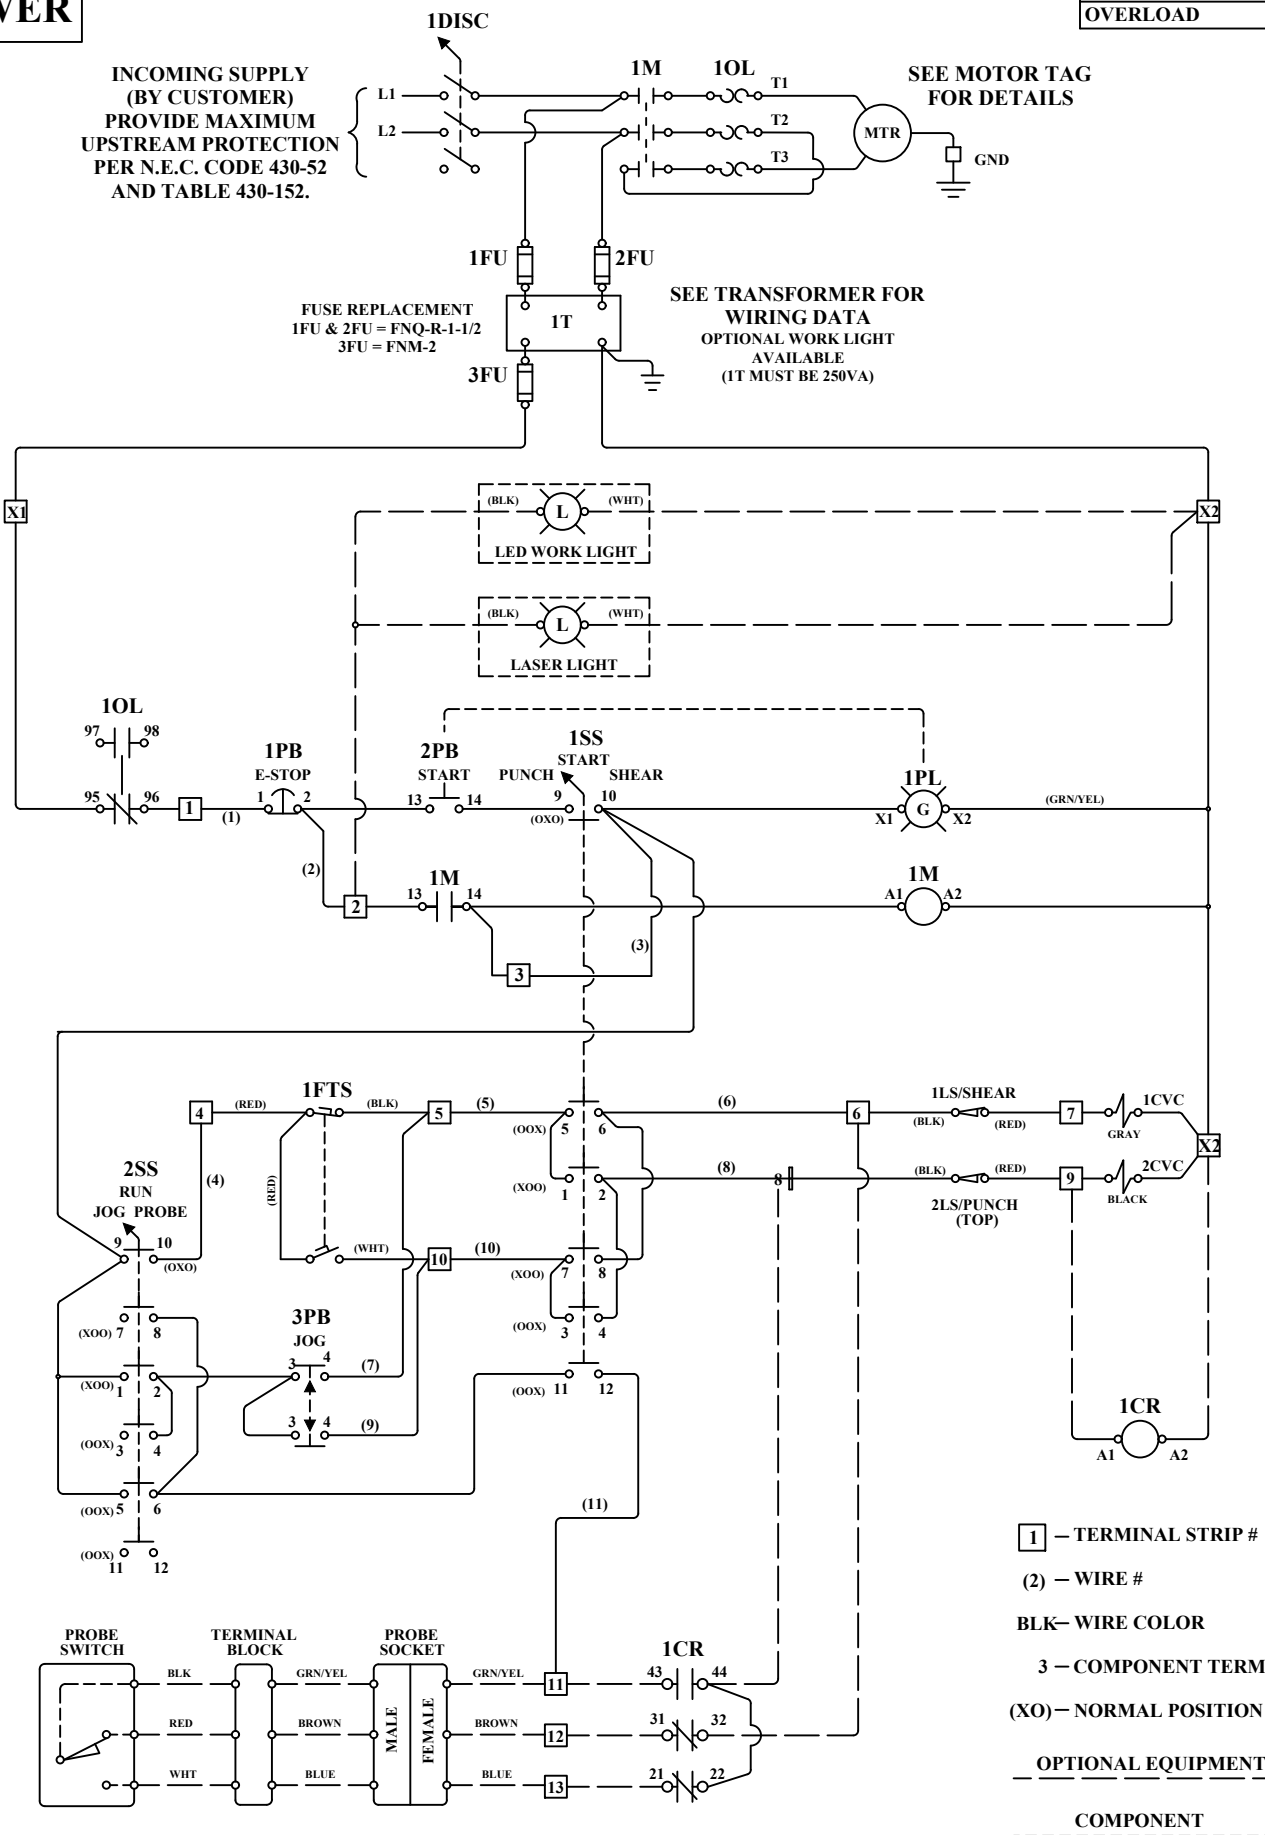 VER
OVERLOAD
1DISC
INCOMING SUPPLY
(BY CUSTOMER)
PROVIDE MAXIMUM
UPSTREAM PROTECTION
PER N.E.C. CODE 430-52
AND TABLE 430-152.
L1
L2
1M
1OL
T1
T2
T3
MTR
SEE MOTOR TAG
FOR DETAILS
GND
1FU
2FU
FUSE REPLACEMENT
1FU & 2FU = FNQ-R-1-1/2
3FU = FNM-2
1T
SEE TRANSFORMER FOR
WIRING DATA
OPTIONAL WORK LIGHT
AVAILABLE
(1T MUST BE 250VA)
3FU
X1
(BLK)
L
(WHT)
X2
LED WORK LIGHT
(BLK)
L
(WHT)
LASER LIGHT
1OL
97
98
95
96
1
(1)
1PB
E-STOP
1
2
(2)
2PB
START
13
14
1SS
START
PUNCH
SHEAR
9
10
(OXO)
1PL
X1
G
X2
(GRN/YEL)
2
1M
13
14
(3)
3
1M
A1
A2
4
(RED)
1FTS
(BLK)
5
(5)
(OOX)
5
6
(6)
6
1LS/SHEAR
(BLK)
(RED)
7
1CVC
GRAY
X2
(4)
(RED)
(XOO)
1
2
(8)
8
(BLK)
(RED)
2LS/PUNCH
(TOP)
9
2CVC
BLACK
2SS
RUN
JOG PROBE
9
10
(OXO)
(WHT)
10
(10)
(XOO)
7
8
(XOO) 7
8
3PB
JOG
(OOX)
3
4
(XOO) 1
2
3
4
(7)
(OOX) 11
12
(OOX) 3
4
3
4
(9)
1CR
A1
A2
(OOX) 5
6
(11)
(OOX)
11
12
1 – TERMINAL STRIP #
(2) – WIRE #
BLK – WIRE COLOR
3 – COMPONENT TERM
(XO) – NORMAL POSITION
OPTIONAL EQUIPMENT
COMPONENT
PROBE
SWITCH
TERMINAL
BLOCK
PROBE
SOCKET
1CR
BLK
GRN/YEL
GRN/YEL
11
43
44
RED
BROWN
MALE
FEMALE
BROWN
12
31
32
WHT
BLUE
BLUE
13
21
22